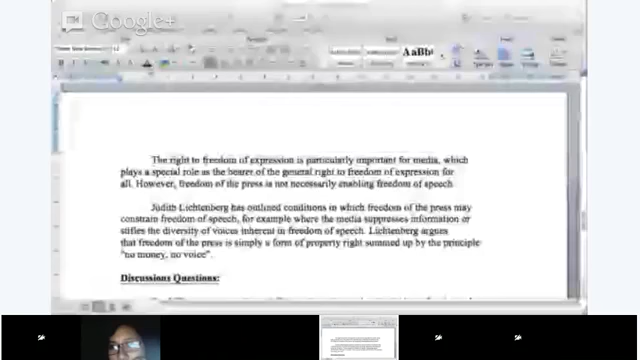 Google+
AaBb
The right to freedom of expression is particularly important for media, which
plays a special role as the bearer of the general right to freedom of expression for
all. However, freedom of the press is not necessarily enabling freedom of speech.
Judith Lichtenberg has outlined conditions in which freedom of the press may
constrain freedom of speech, for example where the media suppresses information or
stifles the diversity of voices inherent in freedom of speech. Lichtenberg argues
that freedom of the press is simply a form of property right summed up by the principle
"no money, no voice".
Discussions Questions: